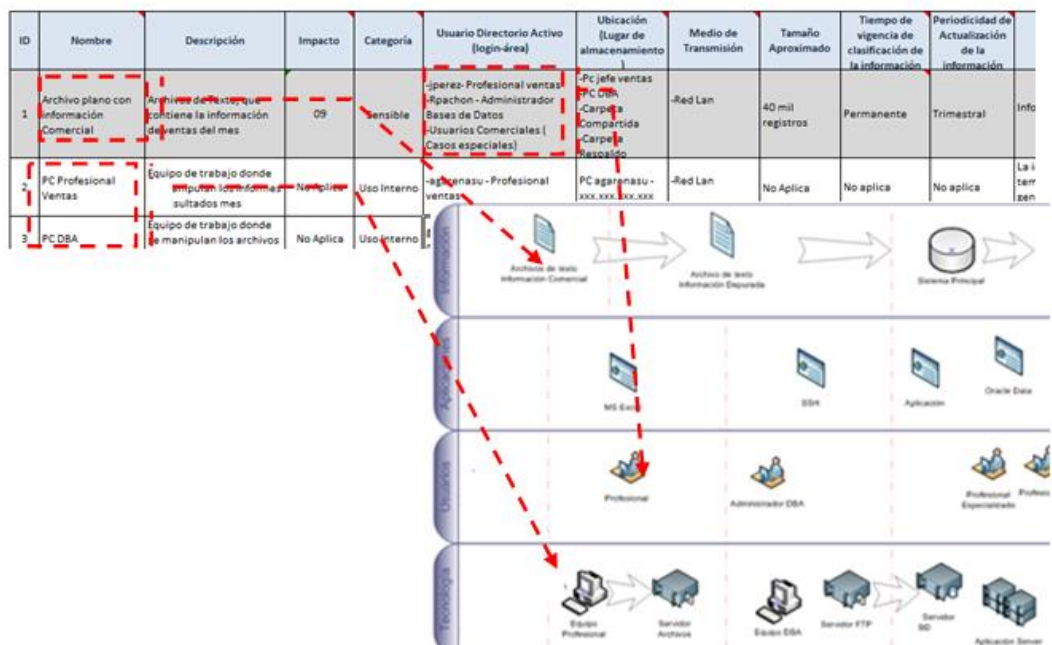 ID
Nombre
Descripción
Impacto
Categoría
Usuario Directorio Activo
(login-área)
Ubicación
(Lugar de
almacenamiento
)
Medio de
Transmisión
Tamaño
Aproximado
Tiempo de
vigencia de
clasificación de
la información
Periodicidad de
Actualización
de la
información
1
Archivo plano con
información
Comercial
Archivos de Texto, que
contiene la información
de ventas del mes
09
Sensible
-jperez- Profesional ventas
-Rpachon - Administrador
Bases de Datos
-Usuarios Comerciales (
Casos especiales)
-Pc jefe ventas
-PC DBA
-Carpeta
Compartida
-Carpeta
Respaldo
-Red Lan
40 mil
registros
Permanente
Trimestral
Info
2
PC Profesional
Ventas
Equipo de trabajo donde
informes
sultados mes
No Aplica
Uso Interno
-agarenasu - Profesional
ventas
PC agarenasu -
xxx.xxx.xxx.xxx
-Red Lan
No Aplica
No aplica
No aplica
3
PC DBA
Equipo de trabajo donde
se manipulan los archivos
No Aplica
Uso Interno
Información
Archivos de texto
Información Comercial
Archivo de texto
Información Depurada
Sistema Principal
Aplicaciones
MS Excel
SSH
Aplicación
Oracle Data
Usuarios
Profesional
Administrador DBA
Profesional
Especializado
Tecnología
Equipo
Profesional
Servidor
Archivos
Equipo DBA
Servidor FTP
Servidor
BD
Aplicación Server